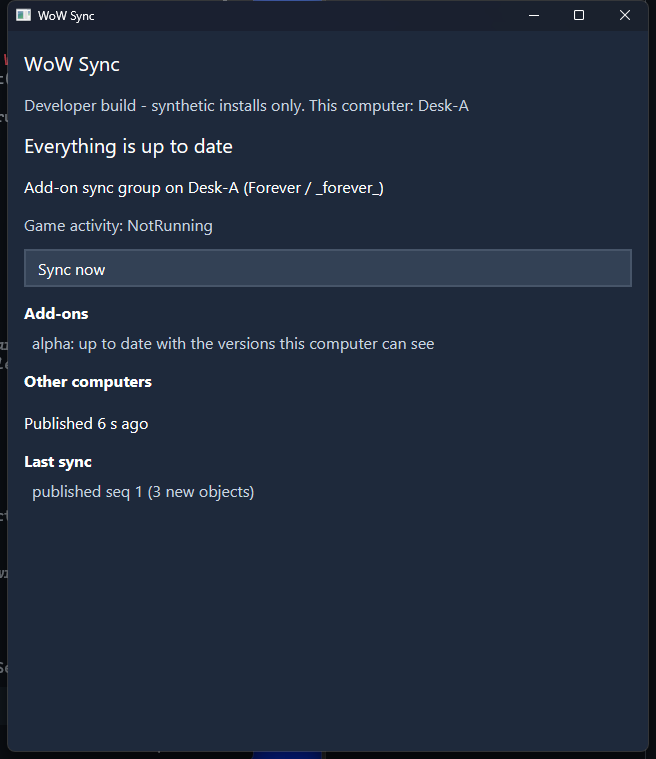 WoW Sync
WoW Sync
Developer build - synthetic installs only. This computer: Desk-A
Everything is up to date
Add-on sync group on Desk-A (Forever / _forever_)
Game activity: NotRunning
Sync now
Add-ons
alpha: up to date with the versions this computer can see
Other computers
Published 6 s ago
Last sync
published seq 1 (3 new objects)